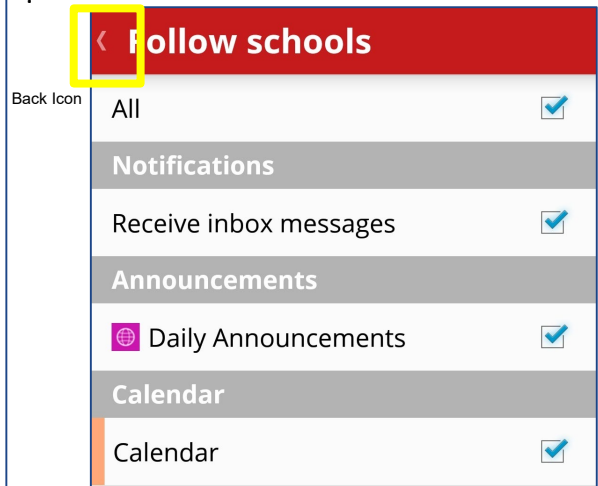 Follow schools
Back Icon
All
Notifications
Receive inbox messages
Announcements
Daily Announcements
Calendar
Calendar